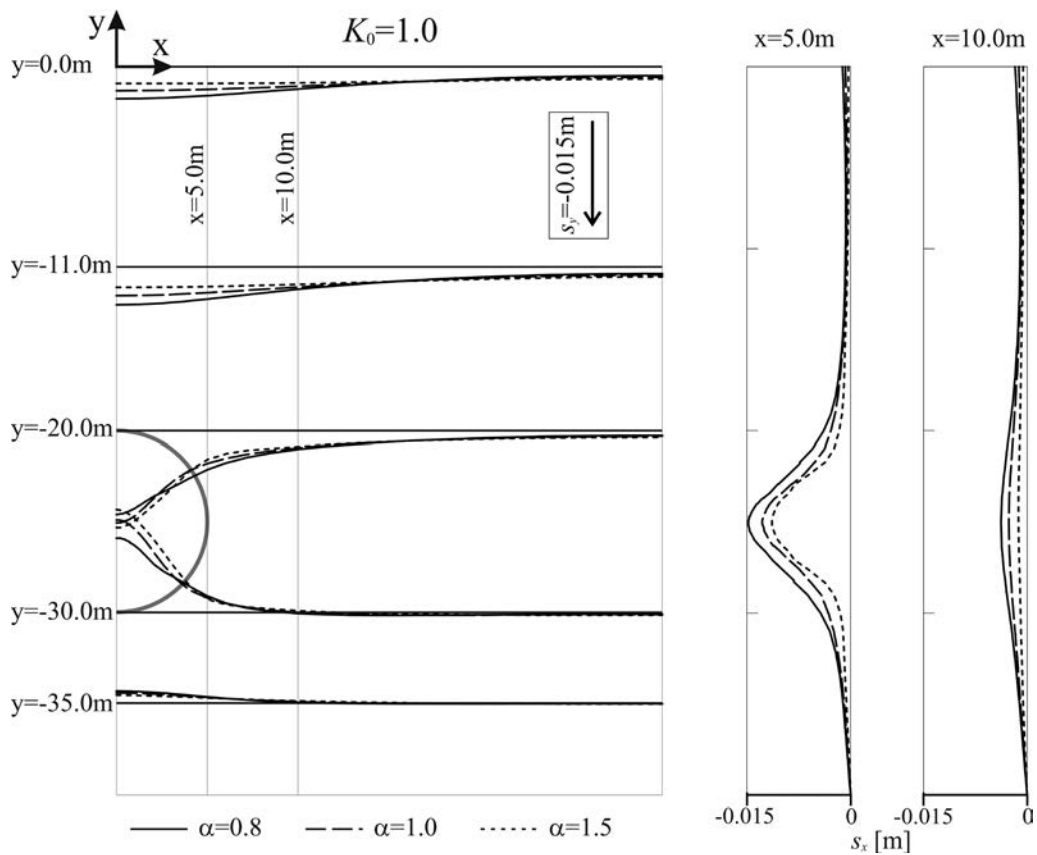 y
x
K₀=1.0
x=5.0m
x=10.0m
y=0.0m
x=5.0m
x=10.0m
sᵧ=-0.015m
y=-11.0m
y=-20.0m
y=-30.0m
y=-35.0m
α=0.8
α=1.0
α=1.5
-0.015
0
-0.015
0
sₓ [m]